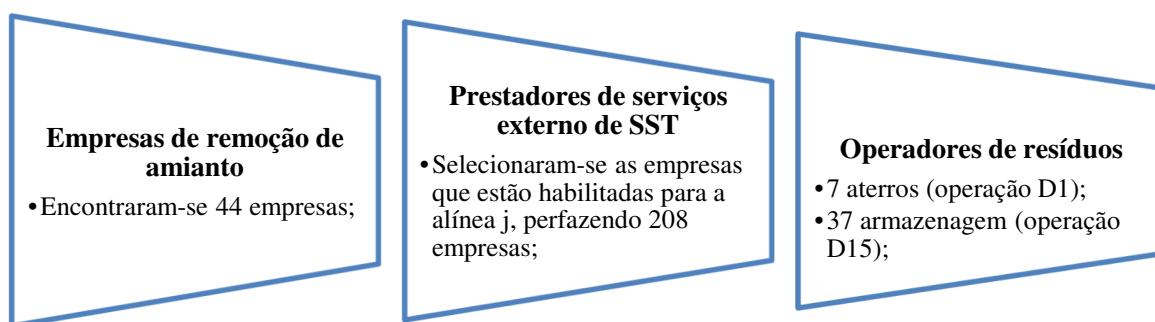 Empresas de remoção de
amianto
•Encontraram-se 44 empresas;
Prestadores de serviços
externo de SST
•Selecionaram-se as empresas
que estão habilitadas para a
alínea j, perfazendo 208
empresas;
Operadores de resíduos
•7 aterros (operação D1);
•37 armazenagem (operação
D15);